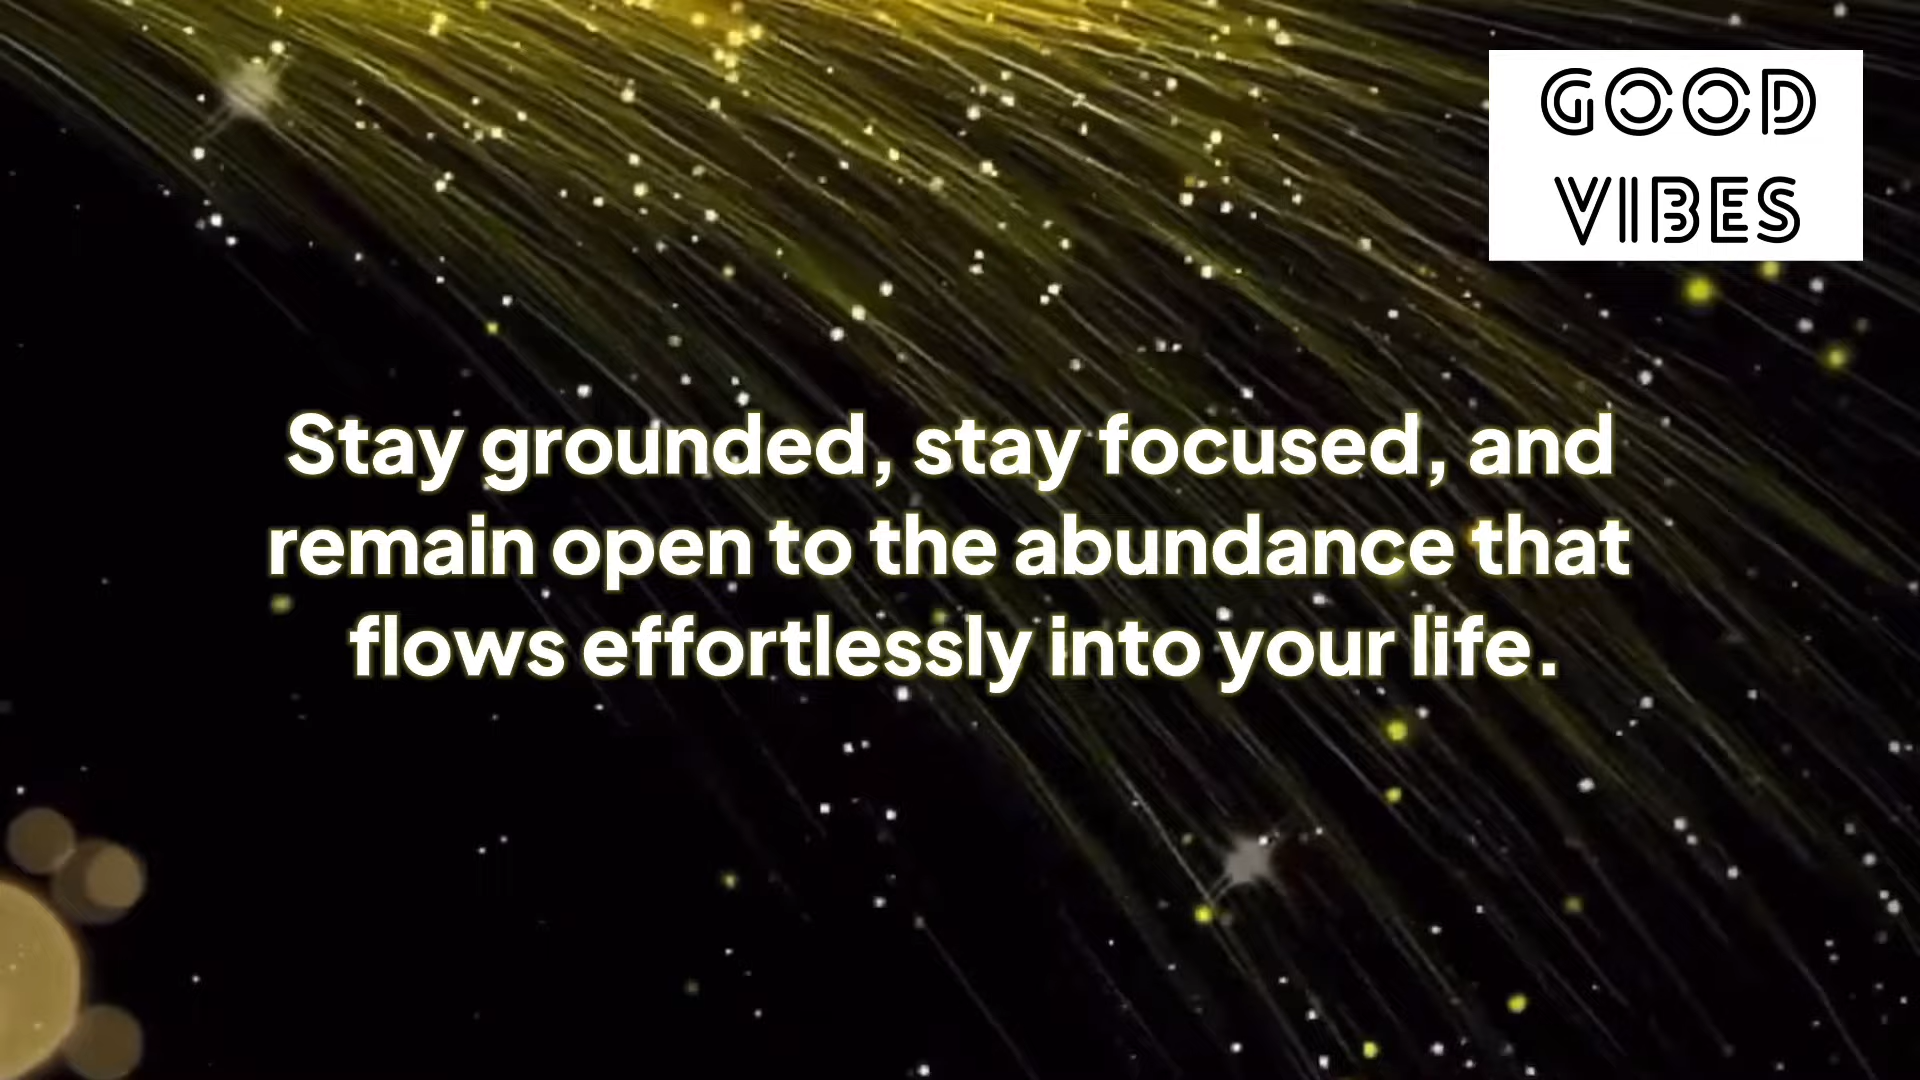 GOOD
VIBES
Stay grounded, stay focused, and
remain open to the abundance that
flows effortlessly into your life.